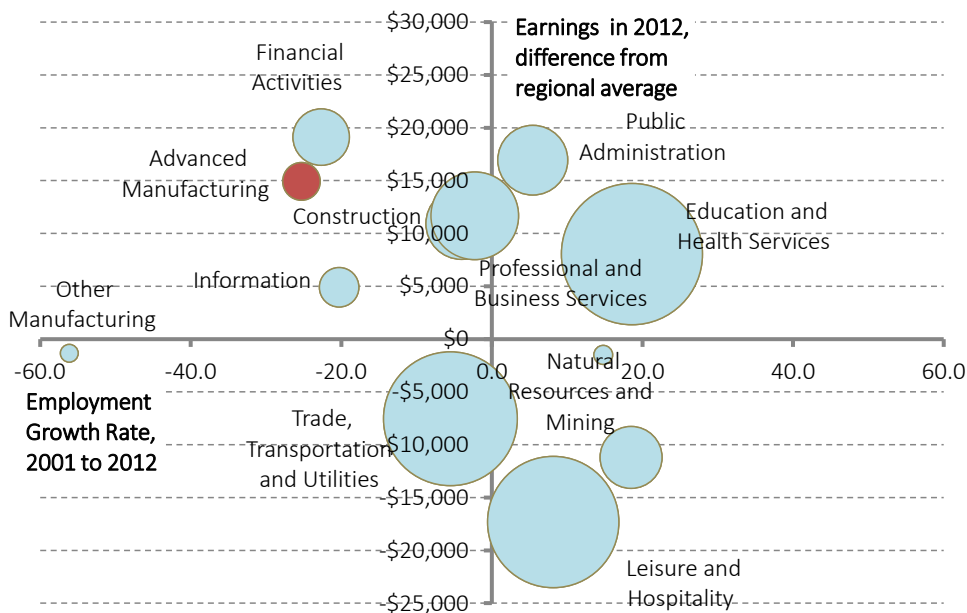 $30,000
$25,000
$20,000
$15,000
$10,000
$5,000
$0
-$5,000
-$10,000
-$15,000
-$20,000
-$25,000
Earnings in 2012,
difference from
regional average
Financial
Activities
Public
Administration
Advanced
Manufacturing
Construction
Education and
Health Services
Information
Professional and
Business Services
Other
Manufacturing
-60.0
-40.0
-20.0
0.0
20.0
40.0
60.0
Natural
Resources and
Mining
Employment
Growth Rate,
2001 to 2012
Trade,
Transportation
and Utilities
Leisure and
Hospitality